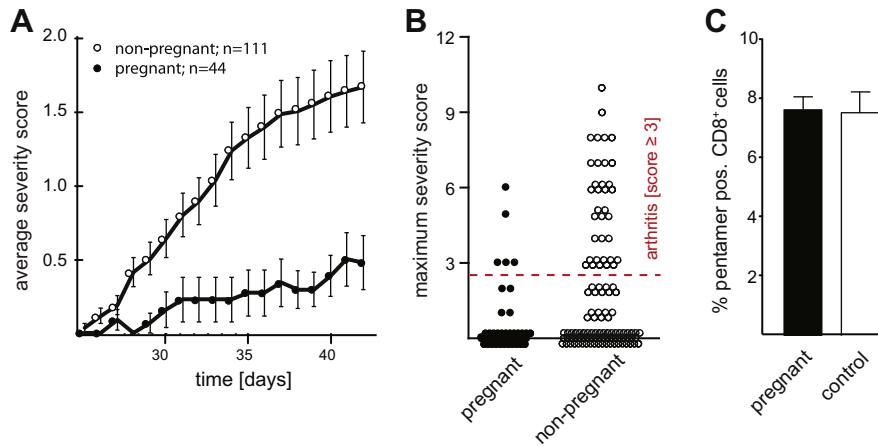 A
average severity score
2.0
1.5
1.0
0.5
non-pregnant; n=111
pregnant; n=44
30
35
40
time [days]
B
maximum severity score
12
9
6
3
arthritis [score ≥ 3]
pregnant
non-pregnant
C
% pentamer pos. CD8⁺ cells
10
8
6
4
2
pregnant
control